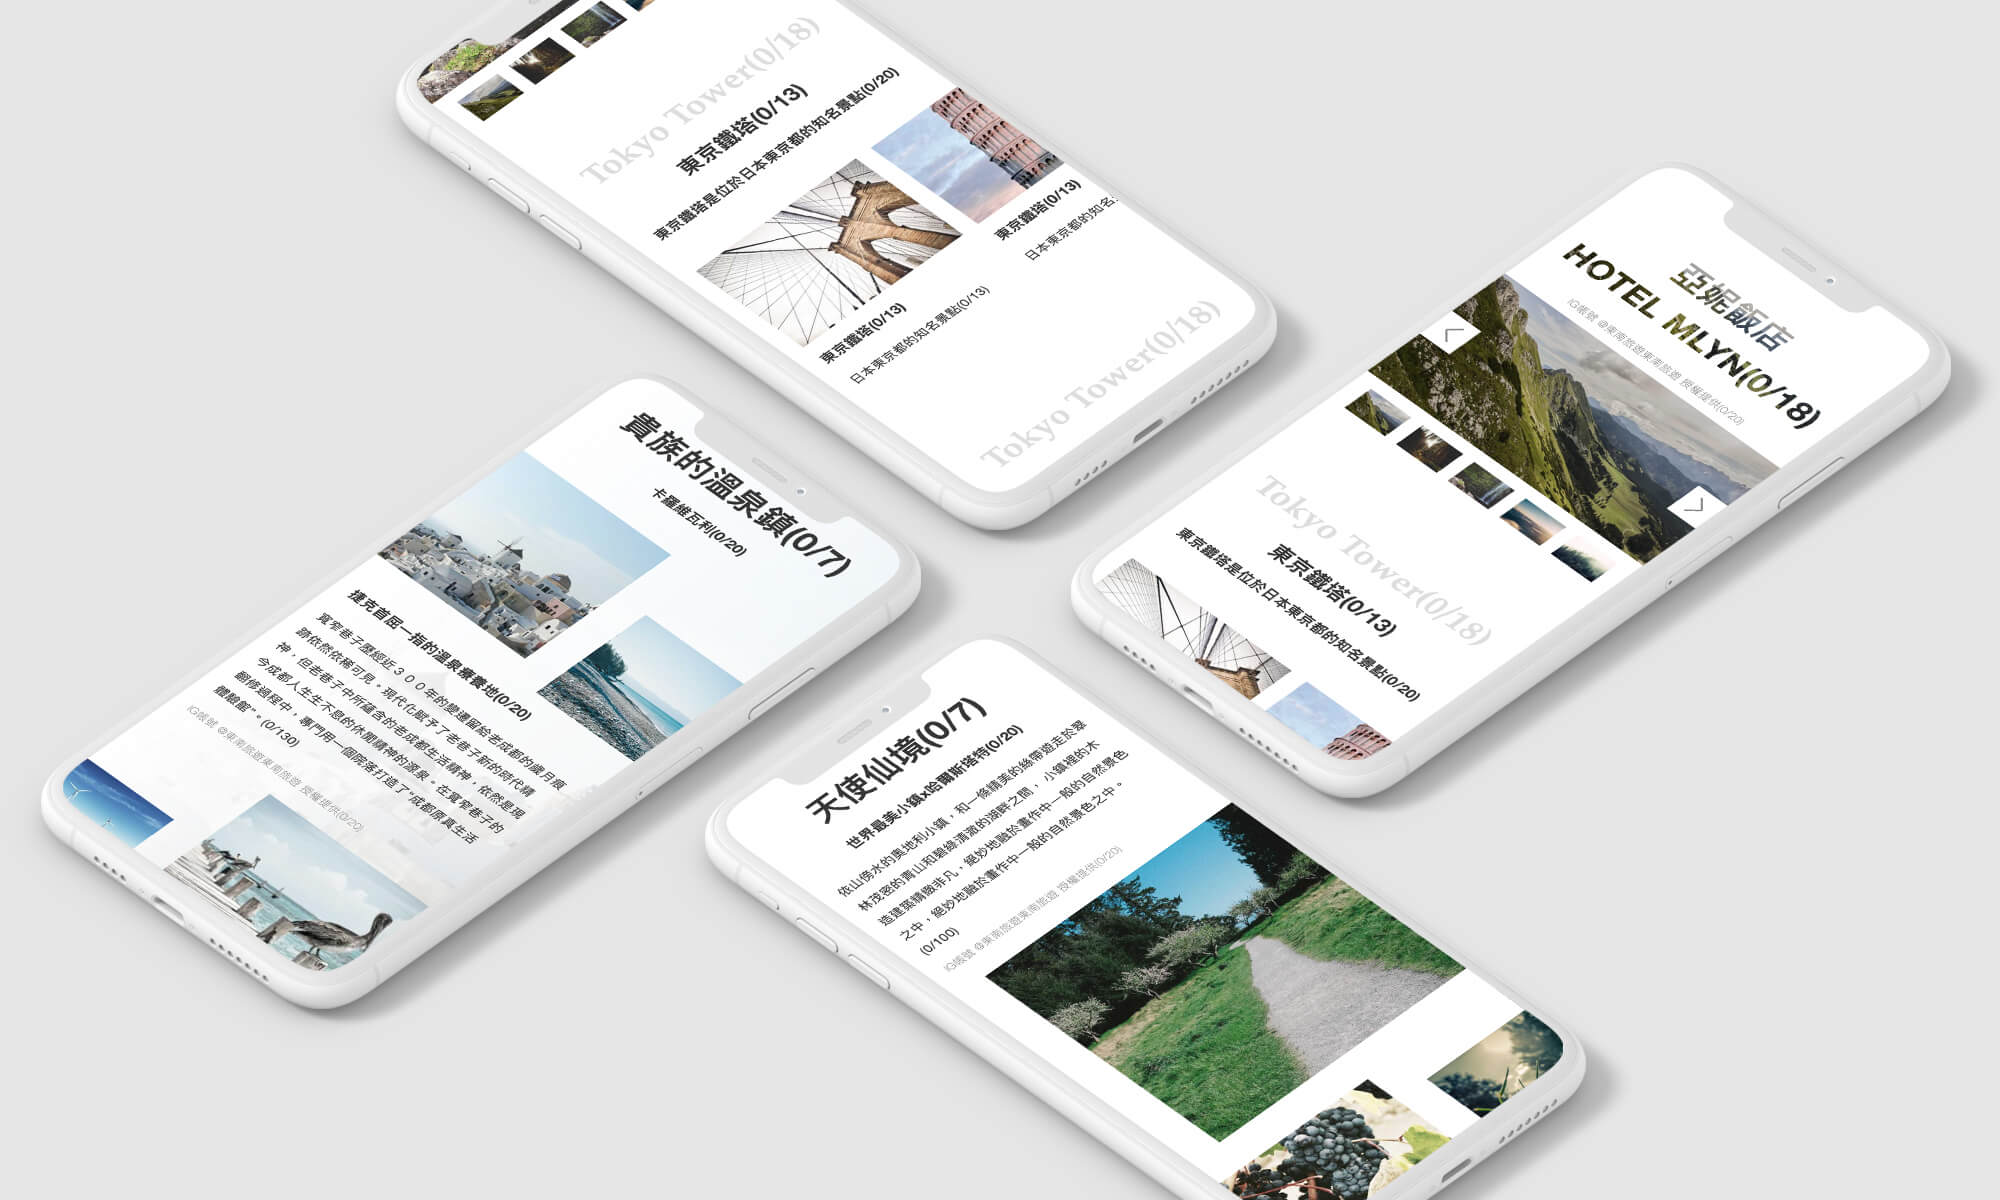 Tokyo Tower(0/18)
東京鐵塔(0/13)
東京鐵塔是位於日本東京都的知名景點(0/20)
東京鐵塔(0/13)
日本東京都的知名景點(0/13)
東京鐵塔(0/13)
日本東京都的知名
Tokyo Tower(0/18)
亞妮飯店
HOTEL MLYN(0/18)
IG帳號 @東南旅遊東南旅遊 授權提供(0/20)
Tokyo Tower(0/18)
東京鐵塔(0/13)
東京鐵塔是位於日本東京都的知名景點(0/20)
貴族的溫泉鎮(0/7)
卡羅維瓦利(0/20)
捷克首屈一指的溫泉療養地(0/20)
寬窄巷子歷經近３００年的變遷留給老成都的歲月痕
跡依然依稀可見。現代化賦予了老巷子新的時代精
神，但老巷子中所蘊含的老成都生活精神，依然是現
今成都人生生不息的休閒精神的源泉。在寬窄巷子的
翻修過程中，專門用一個院落打造了"成都原真生活
體驗館"。(0/130)
IG帳號 @東南旅遊東南旅遊 授權提供(0/20)
天使仙境(0/7)
世界最美小鎮x哈爾斯塔特(0/20)
依山傍水的奧地利小鎮，和一條精美的絲帶遊走於翠
林茂密的青山和碧綠清澈的湖畔之間，小鎮裡的木
造建築精緻非凡，絕妙地融於畫作中一般的自然景色
之中，絕妙地融於畫作中一般的自然景色之中。
(0/100)
IG帳號 @東南旅遊東南旅遊 授權提供(0/20)